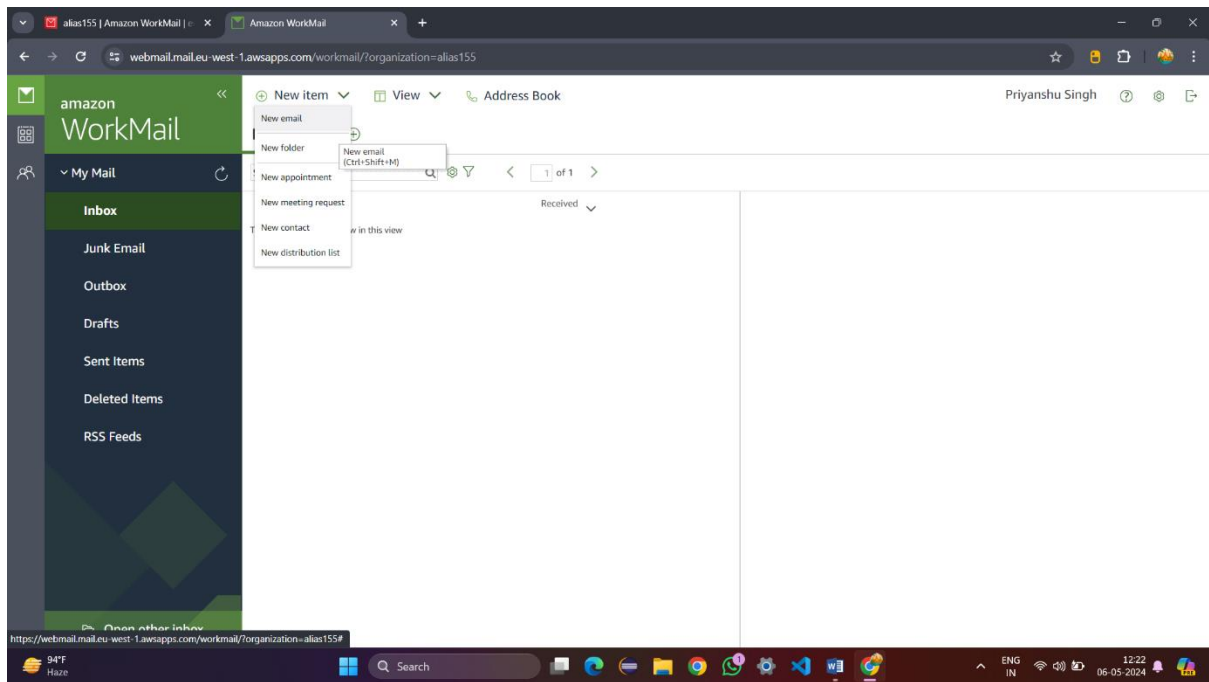 alias155 | Amazon WorkMail | e
Amazon WorkMail
webmail.mail.eu-west-1.awsapps.com/workmail/?organization=alias155
amazon
WorkMail
New item
View
Address Book
Priyanshu Singh
New email
New folder
New email
(Ctrl+Shift+M)
My Mail
New appointment
1 of 1
Inbox
New meeting request
Received
New contact
w in this view
Junk Email
New distribution list
Outbox
Drafts
Sent Items
Deleted Items
RSS Feeds
Open other inbox
https://webmail.mail.eu-west-1.awsapps.com/workmail/?organization=alias155#
94°F
Haze
Search
ENG
IN
12:22
06-05-2024